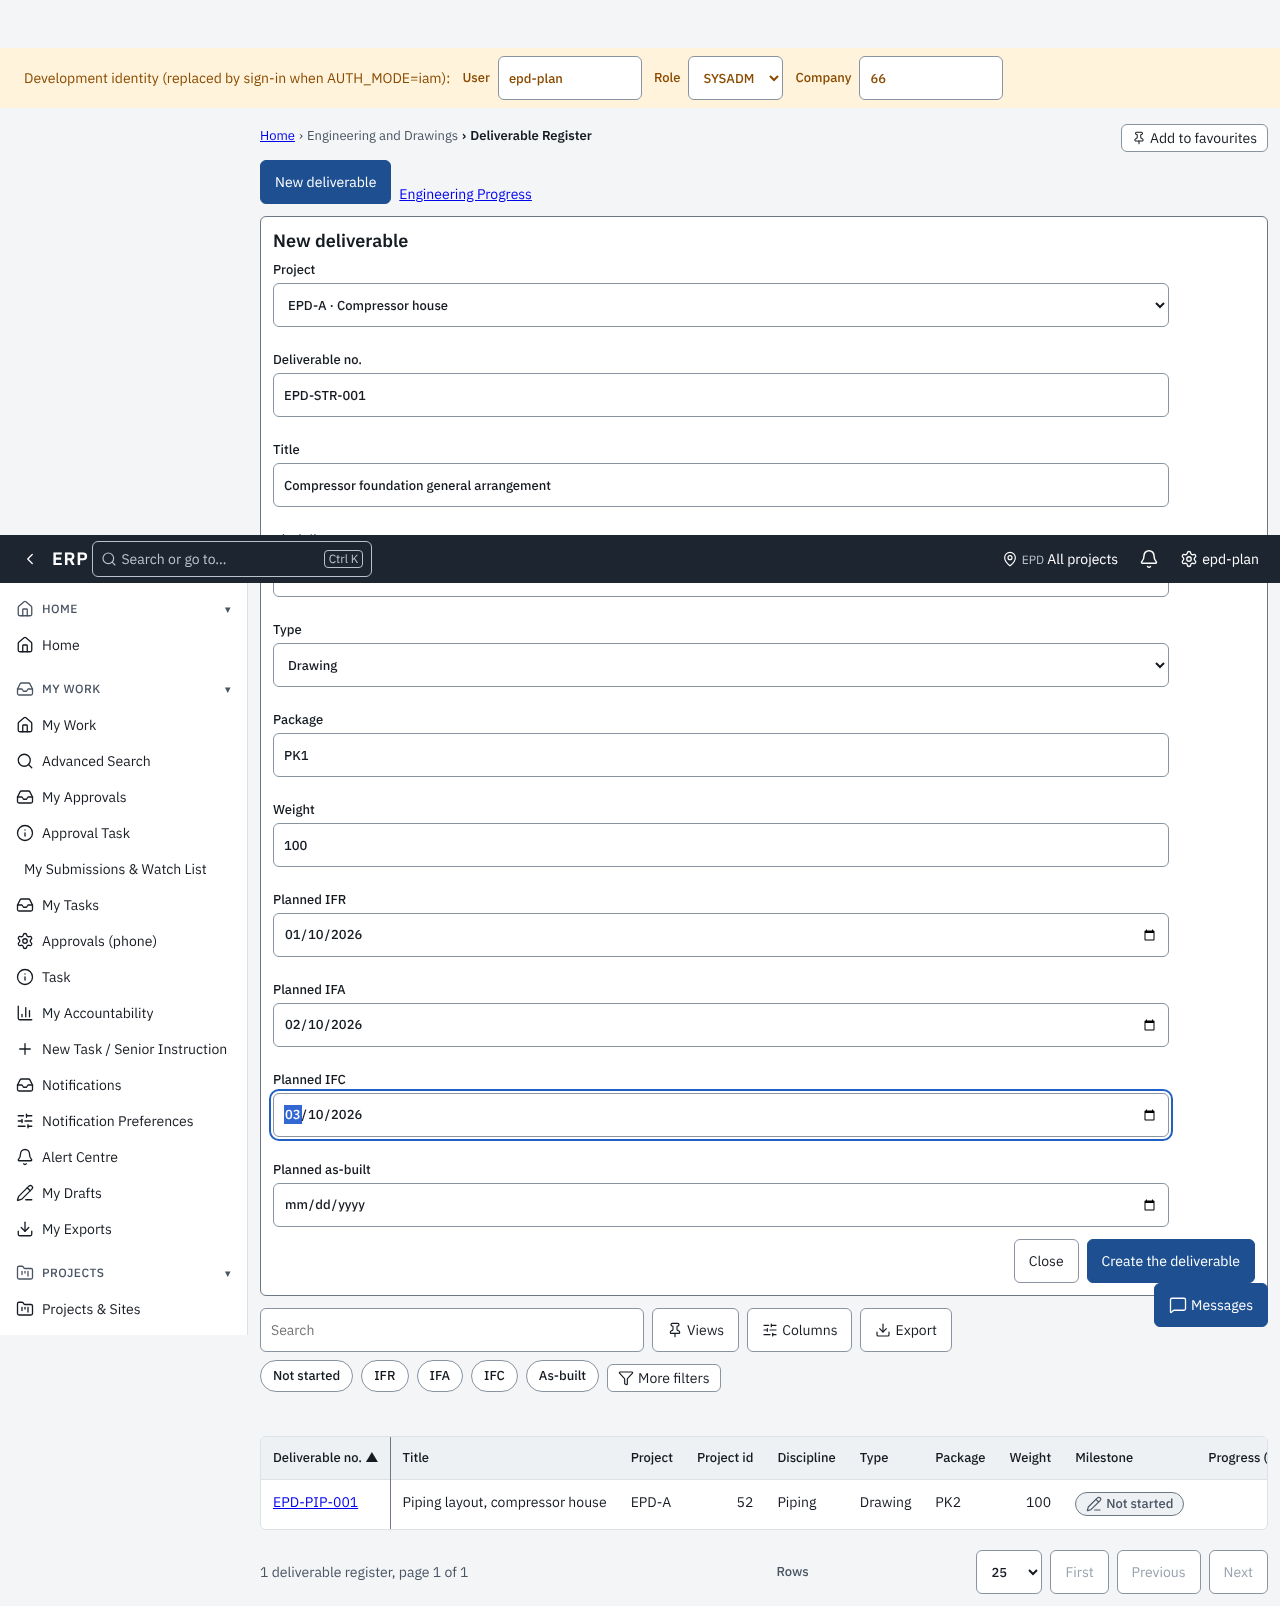 Development identity (replaced by sign-in when AUTH_MODE=iam): User epd-plan Role SYSADM Company 66
Home › Engineering and Drawings › Deliverable Register
Add to favourites
New deliverable
Engineering Progress
New deliverable
Project
EPD-A · Compressor house
Deliverable no.
EPD-STR-001
Title
Compressor foundation general arrangement
ERP
Search or go to...
Ctrl K
EPD All projects
epd-plan
HOME
Home
MY WORK
My Work
Advanced Search
My Approvals
Approval Task
My Submissions & Watch List
My Tasks
Approvals (phone)
Task
My Accountability
New Task / Senior Instruction
Notifications
Notification Preferences
Alert Centre
My Drafts
My Exports
PROJECTS
Projects & Sites
Type
Drawing
Package
PK1
Weight
100
Planned IFR
01/10/2026
Planned IFA
02/10/2026
Planned IFC
03/10/2026
Planned as-built
mm/dd/yyyy
Close
Create the deliverable
Messages
Search
Views
Columns
Export
Not started
IFR
IFA
IFC
As-built
More filters
Deliverable no. ▲ Title Project Project id Discipline Type Package Weight Milestone Progress (
EPD-PIP-001 Piping layout, compressor house EPD-A 52 Piping Drawing PK2 100 Not started
1 deliverable register, page 1 of 1
Rows
25
First
Previous
Next